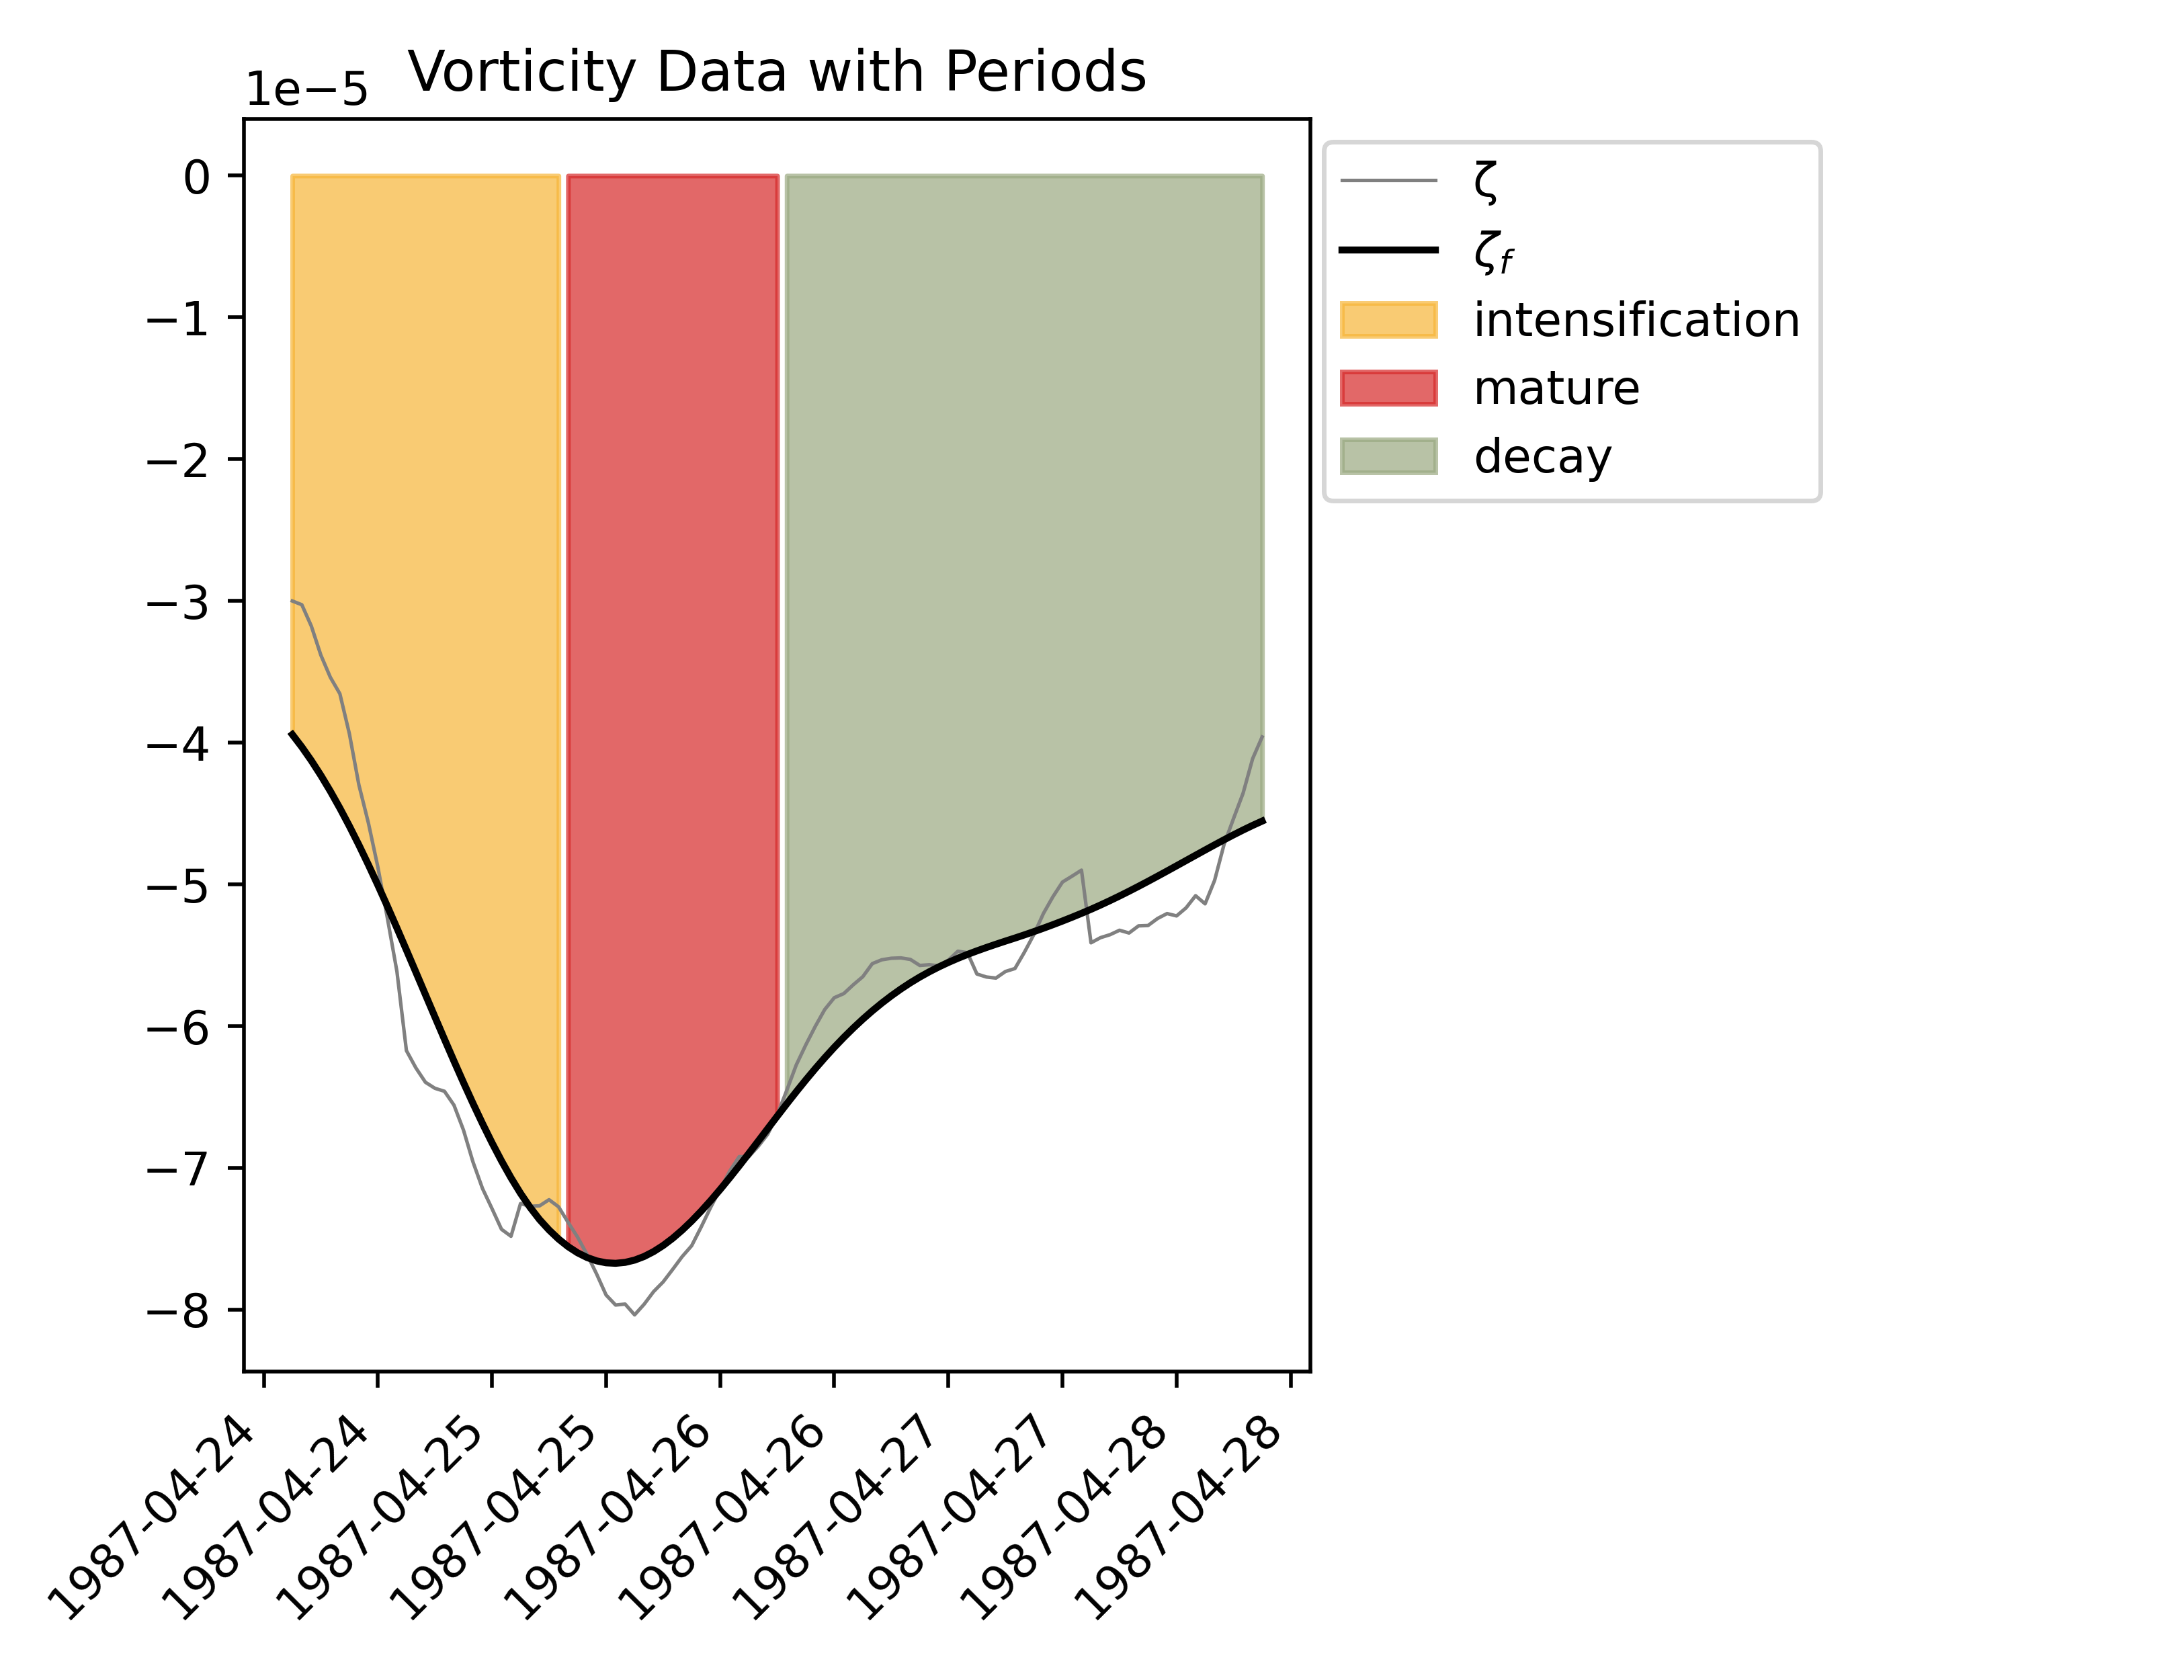 Vorticity Data with Periods
1e−5
0
−1
−2
−3
−4
−5
−6
−7
−8
1987-04-24
1987-04-24
1987-04-25
1987-04-25
1987-04-26
1987-04-26
1987-04-27
1987-04-27
1987-04-28
1987-04-28
ζ
ζf
intensification
mature
decay